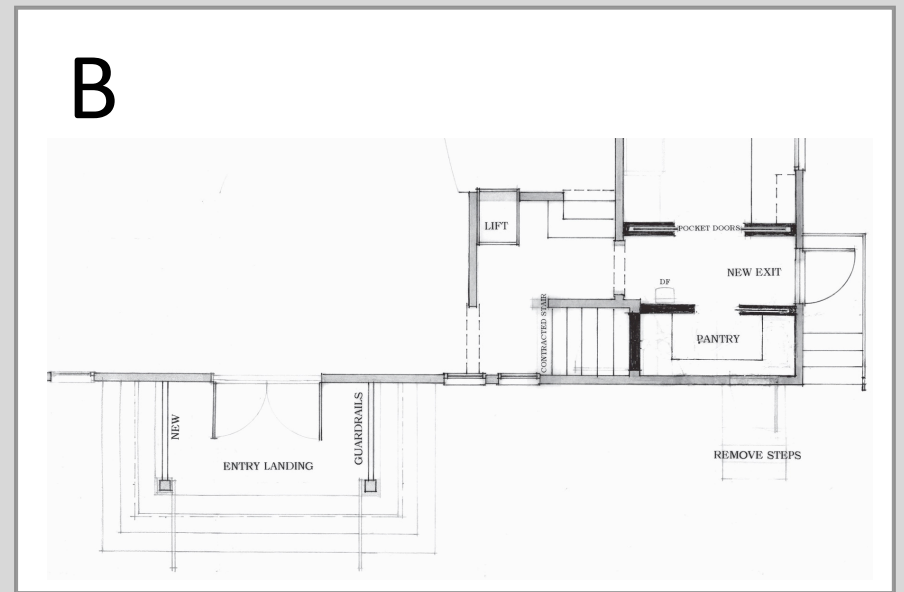 B
LIFT
POCKET DOORS
NEW EXIT
DF
CONTRACTED STAIR
PANTRY
NEW
GUARDRAILS
ENTRY LANDING
REMOVE STEPS